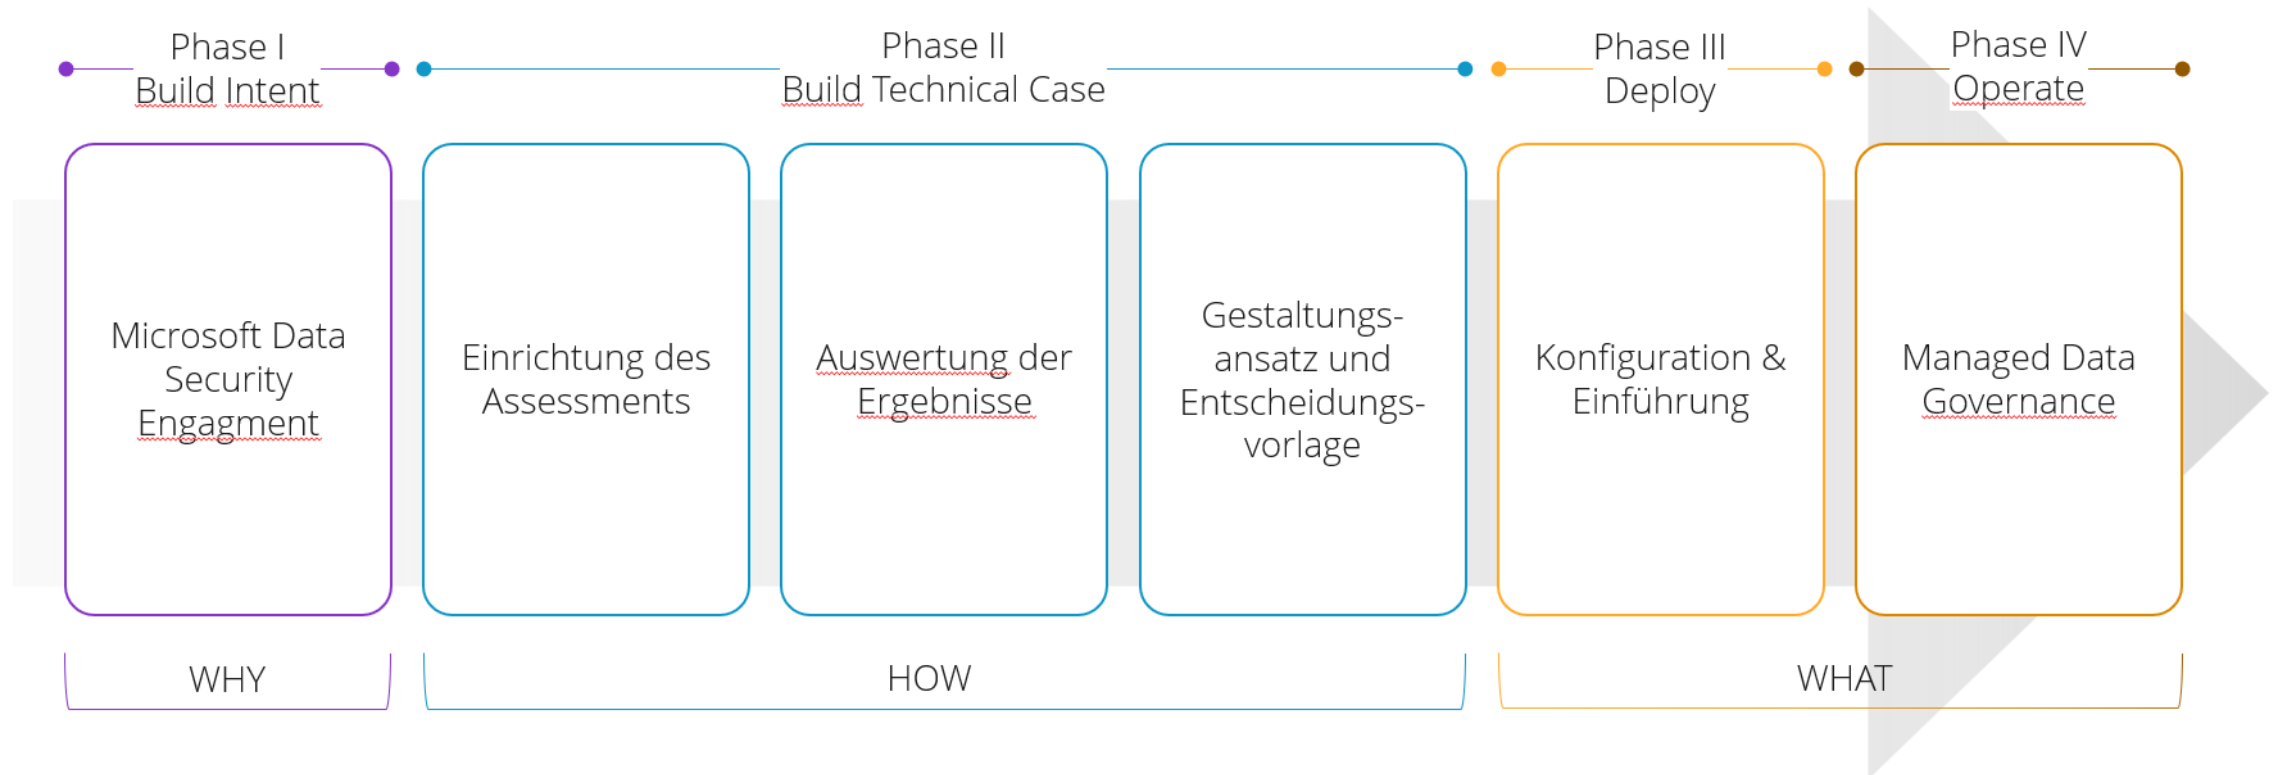 Phase I
Build Intent
Phase II
Build Technical Case
Phase III
Deploy
Phase IV
Operate
Microsoft Data
Security
Engagment
Einrichtung des
Assessments
Auswertung der
Ergebnisse
Gestaltungs-
ansatz und
Entscheidungs-
vorlage
Konfiguration &
Einführung
Managed Data
Governance
WHY
HOW
WHAT